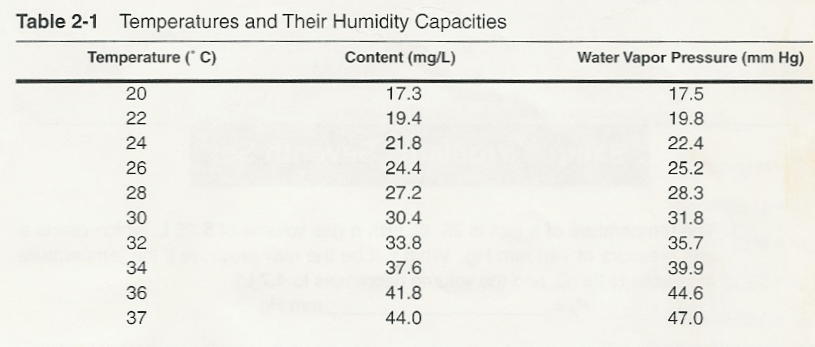 Table 2-1 Temperatures and Their Humidity Capacities
Temperature (° C) Content (mg/L) Water Vapor Pressure (mm Hg)
20 17.3 17.5
22 19.4 19.8
24 21.8 22.4
26 24.4 25.2
28 27.2 28.3
30 30.4 31.8
32 33.8 35.7
34 37.6 39.9
36 41.8 44.6
37 44.0 47.0